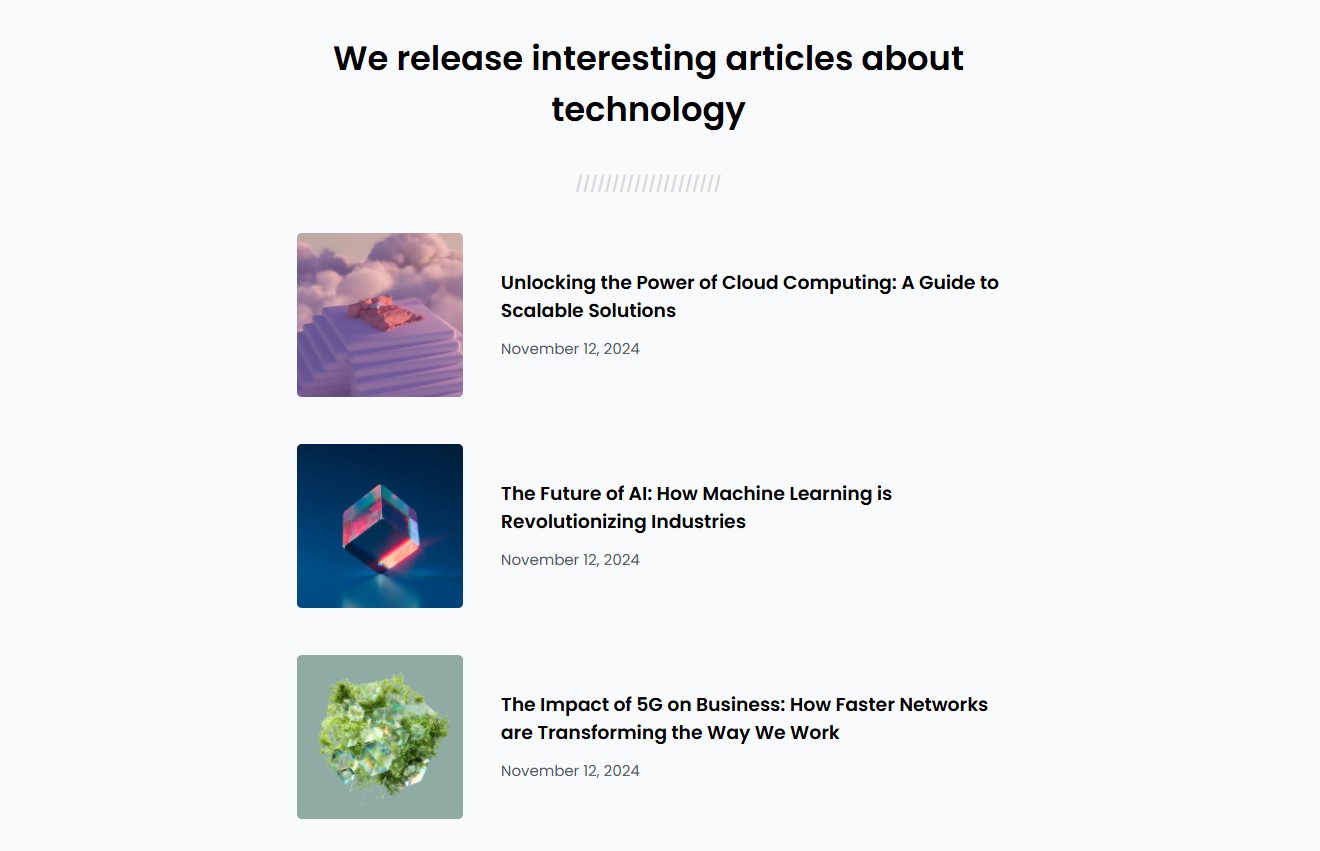 We release interesting articles about
technology
////////////////////
Unlocking the Power of Cloud Computing: A Guide to
Scalable Solutions
November 12, 2024
The Future of AI: How Machine Learning is
Revolutionizing Industries
November 12, 2024
The Impact of 5G on Business: How Faster Networks
are Transforming the Way We Work
November 12, 2024